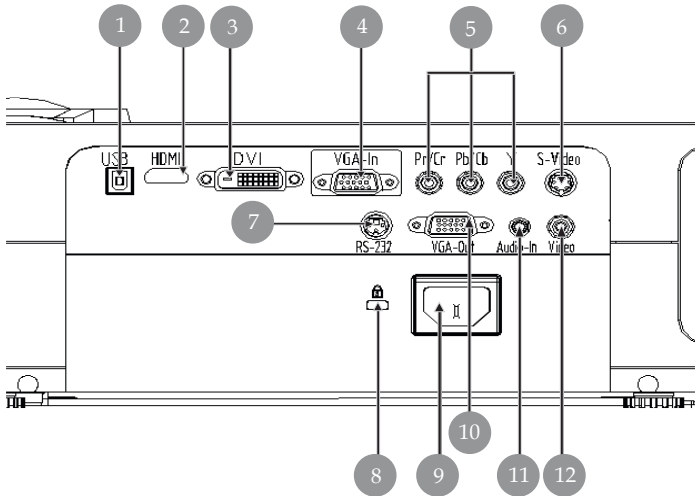 1 2 3 4 5 6
USB HDMI DVI VGA-In Pr/Cr Pb/Cb Y S-Video
7
RS-232 VGA-Out Audio-In Video
8 9 10 11 12